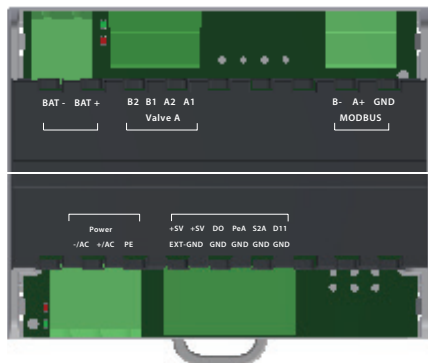 BAT - BAT + B2 B1 A2 A1 B- A+ GND
Valve A MODBUS
Power +SV +SV DO PeA S2A D11
-/AC +/AC PE EXT-GND GND GND GND GND